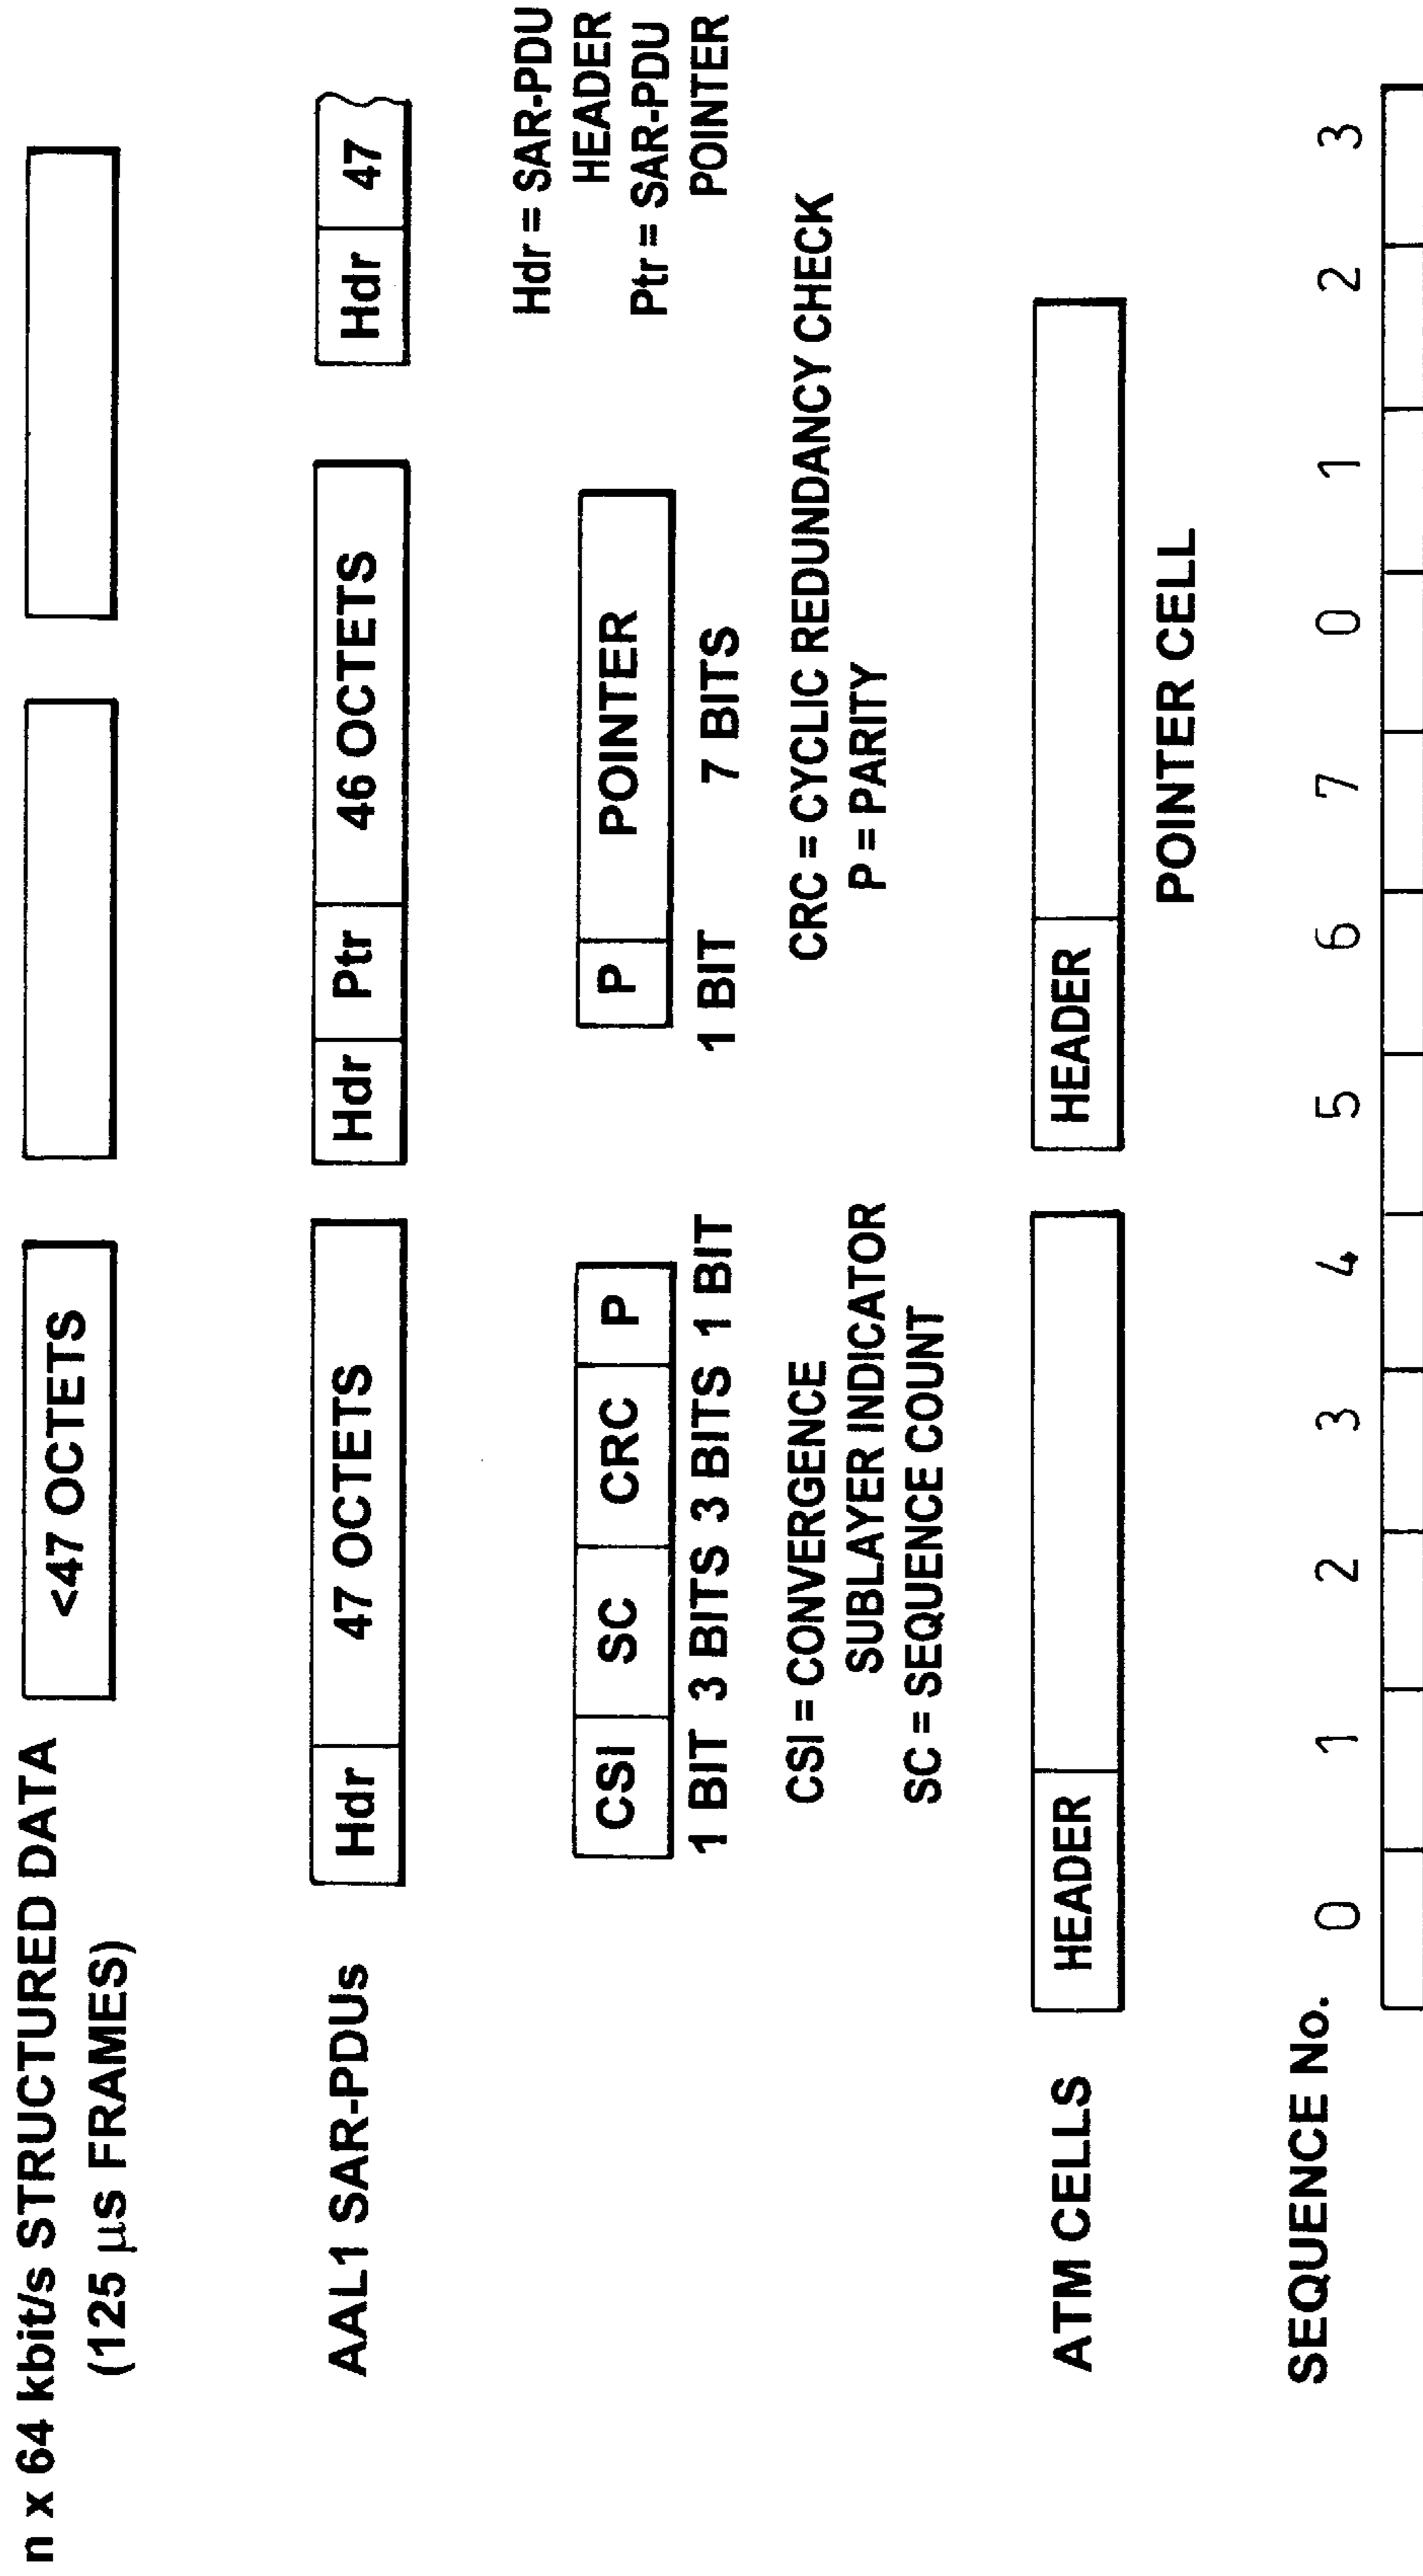 n x 64 kbit/s STRUCTURED DATA
(125 µs FRAMES)
<47 OCTETS
AAL1 SAR-PDUs
Hdr 47 OCTETS
Hdr Ptr 46 OCTETS
Hdr 47
Hdr = SAR-PDU
HEADER
Ptr = SAR-PDU
POINTER
CSI SC CRC P
1 BIT 3 BITS 3 BITS 1 BIT
P POINTER
1 BIT 7 BITS
CSI = CONVERGENCE
SUBLAYER INDICATOR
SC = SEQUENCE COUNT
CRC = CYCLIC REDUNDANCY CHECK
P = PARITY
ATM CELLS
HEADER
HEADER
POINTER CELL
SEQUENCE No.
0 1 2 3 4 5 6 7 0 1 2 3